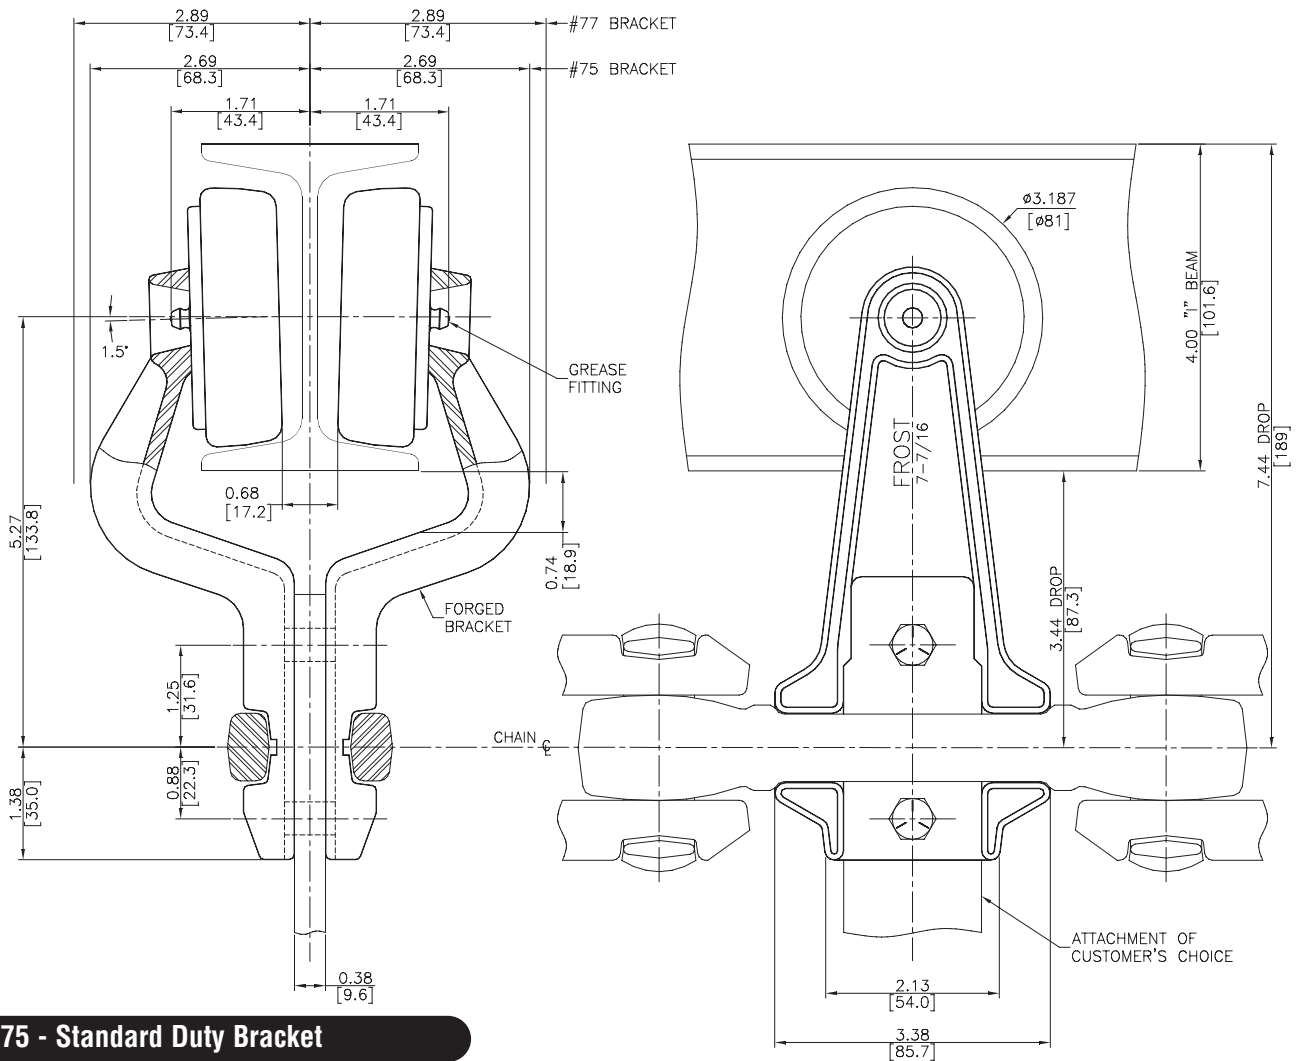 2.89
[73.4]
2.89
[73.4]
#77 BRACKET
2.69
[68.3]
2.69
[68.3]
#75 BRACKET
1.71
[43.4]
1.71
[43.4]
ø3.187
[ø81]
4.00 "I" BEAM
[101.6]
1.5°
GREASE
FITTING
FROST
7-7/16
7.44 DROP
[189]
0.68
[17.2]
5.27
[133.8]
0.74
[18.9]
3.44 DROP
[87.3]
FORGED
BRACKET
1.25
[31.6]
CHAIN ℄
0.88
[22.3]
1.38
[35.0]
ATTACHMENT OF
CUSTOMER'S CHOICE
0.38
[9.6]
2.13
[54.0]
3.38
[85.7]
75 - Standard Duty Bracket